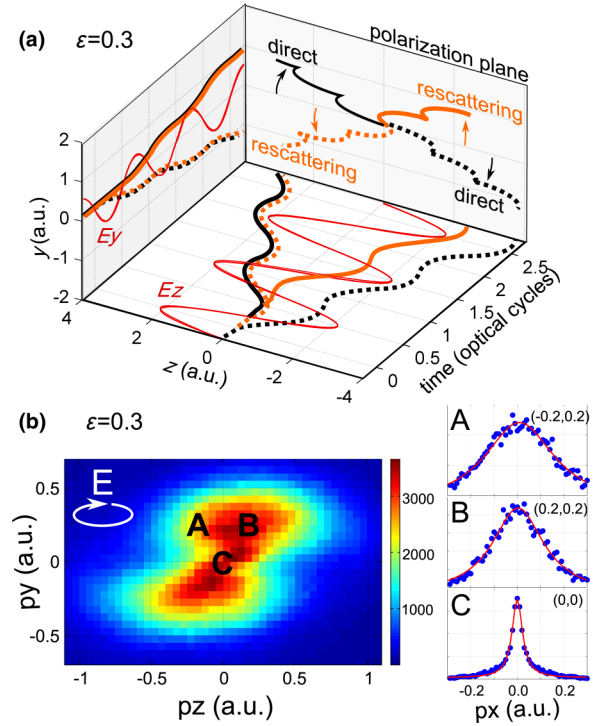 (a) ε=0.3
polarization plane
direct
rescattering
rescattering
direct
y(a.u.)
2
1
0
-1
-2
Ey
Ez
4
2
0
-2
-4
z (a.u.)
0
0.5
1
1.5
2
2.5
time (optical cycles)
(b) ε=0.3
E
A B
C
py (a.u.)
0.5
0
-0.5
-1 -0.5 0 0.5 1
pz (a.u.)
3000
2000
1000
A (-0.2,0.2)
B (0.2,0.2)
C (0,0)
-0.2 0.0 0.2
px (a.u.)